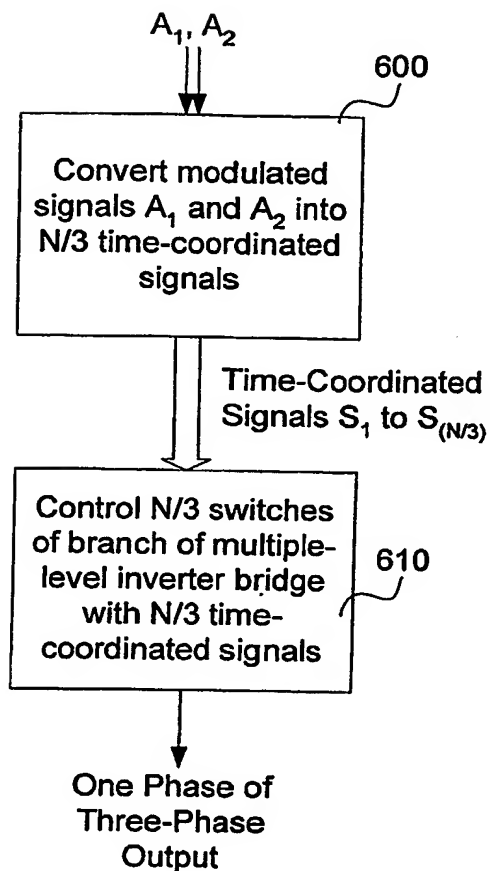 A₁, A₂
600
Convert modulated
signals A₁ and A₂ into
N/3 time-coordinated
signals
Time-Coordinated
Signals S₁ to S₍N/3₎
Control N/3 switches
of branch of multiple-
level inverter bridge
with N/3 time-
coordinated signals
610
One Phase of
Three-Phase
Output